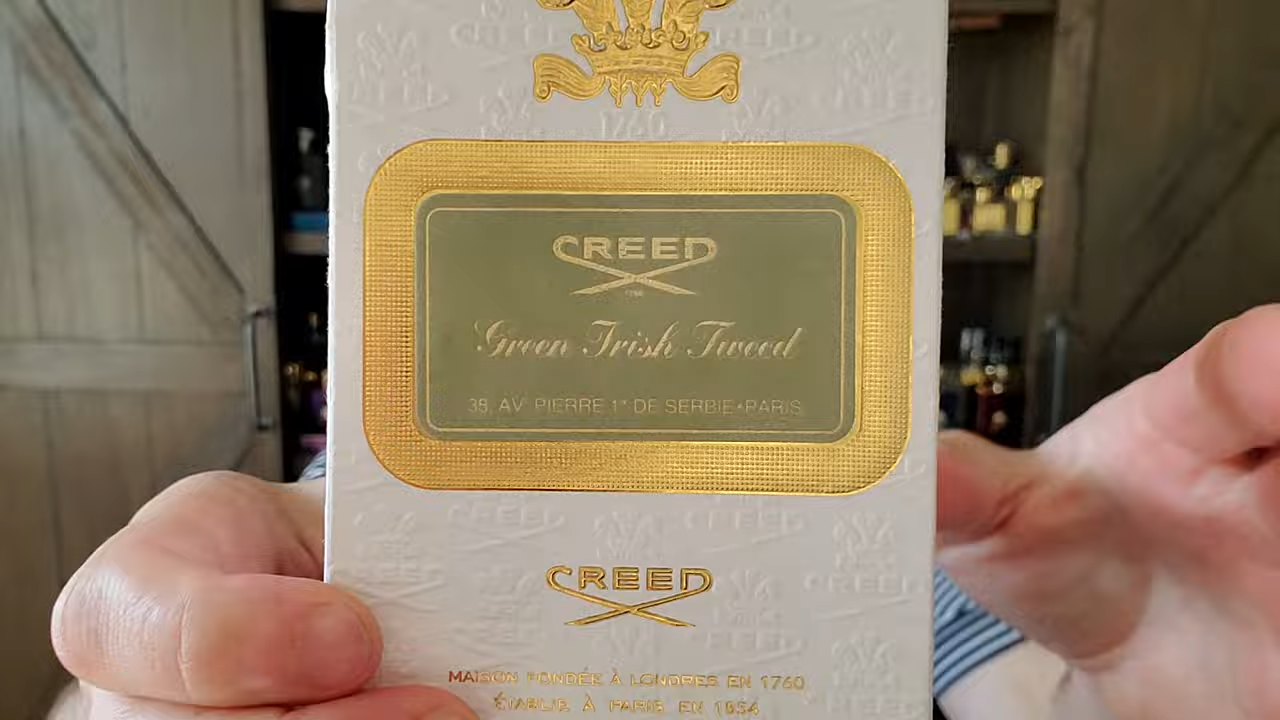 CREED
1760
Green Irish Tweed
38, AV PIERRE 1er DE SERBIE•PARIS
CREED
MAISON FONDÉE À LONDRES EN 1760
ÉTABLIE À PARIS EN 1854